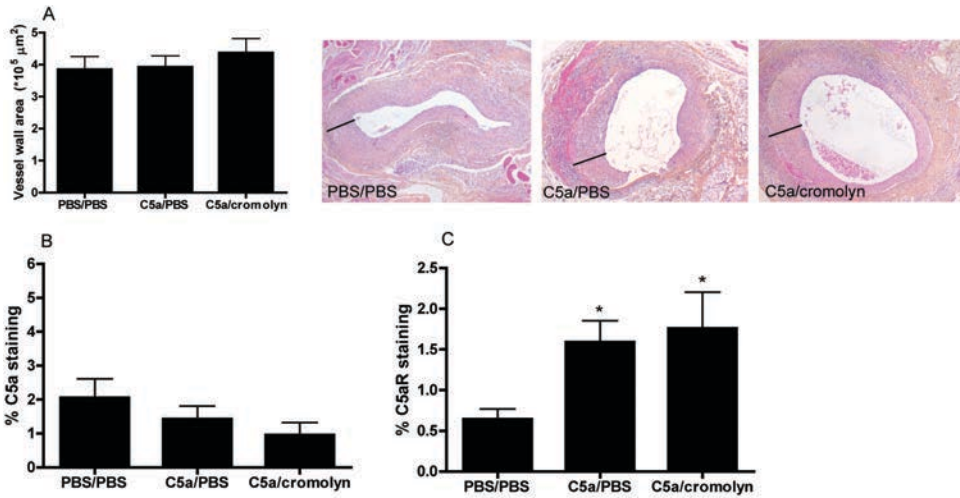 A
Vessel wall area (*10⁵ µm²)
5
4
3
2
1
0
PBS/PBS
C5a/PBS
C5a/cromolyn
PBS/PBS
C5a/PBS
C5a/cromolyn
B
% C5a staining
6
5
4
3
2
1
0
PBS/PBS
C5a/PBS
C5a/cromolyn
C
% C5aR staining
2.5
2.0
1.5
1.0
0.5
0.0
*
*
PBS/PBS
C5a/PBS
C5a/cromolyn